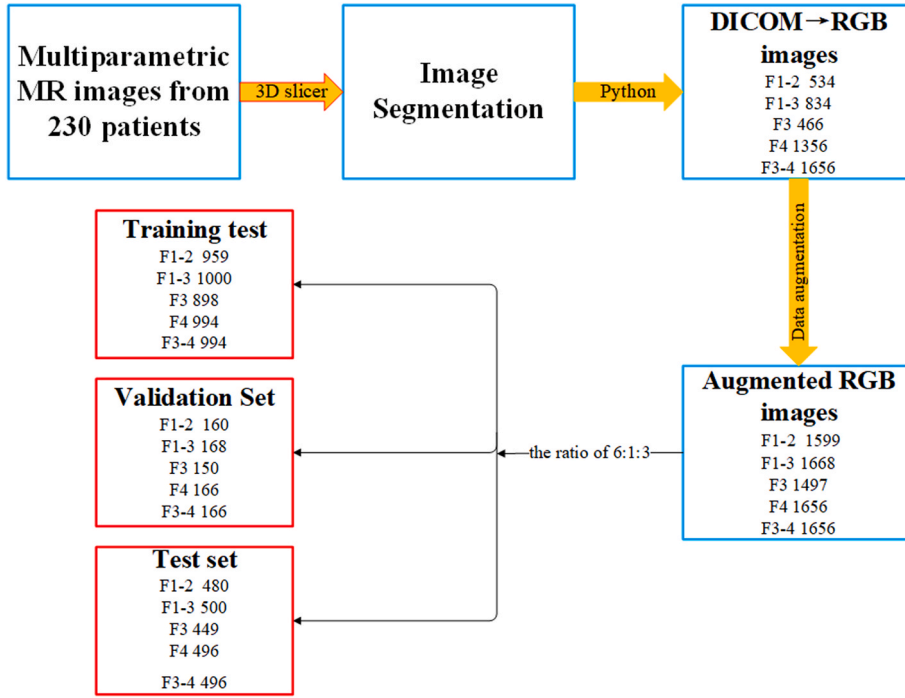 Multiparametric
MR images from
230 patients
3D slicer
Image
Segmentation
Python
DICOM→RGB
images
F1-2 534
F1-3 834
F3 466
F4 1356
F3-4 1656
Data augmentation
Augmented RGB
images
F1-2 1599
F1-3 1668
F3 1497
F4 1656
F3-4 1656
the ratio of 6:1:3
Training test
F1-2 959
F1-3 1000
F3 898
F4 994
F3-4 994
Validation Set
F1-2 160
F1-3 168
F3 150
F4 166
F3-4 166
Test set
F1-2 480
F1-3 500
F3 449
F4 496
F3-4 496